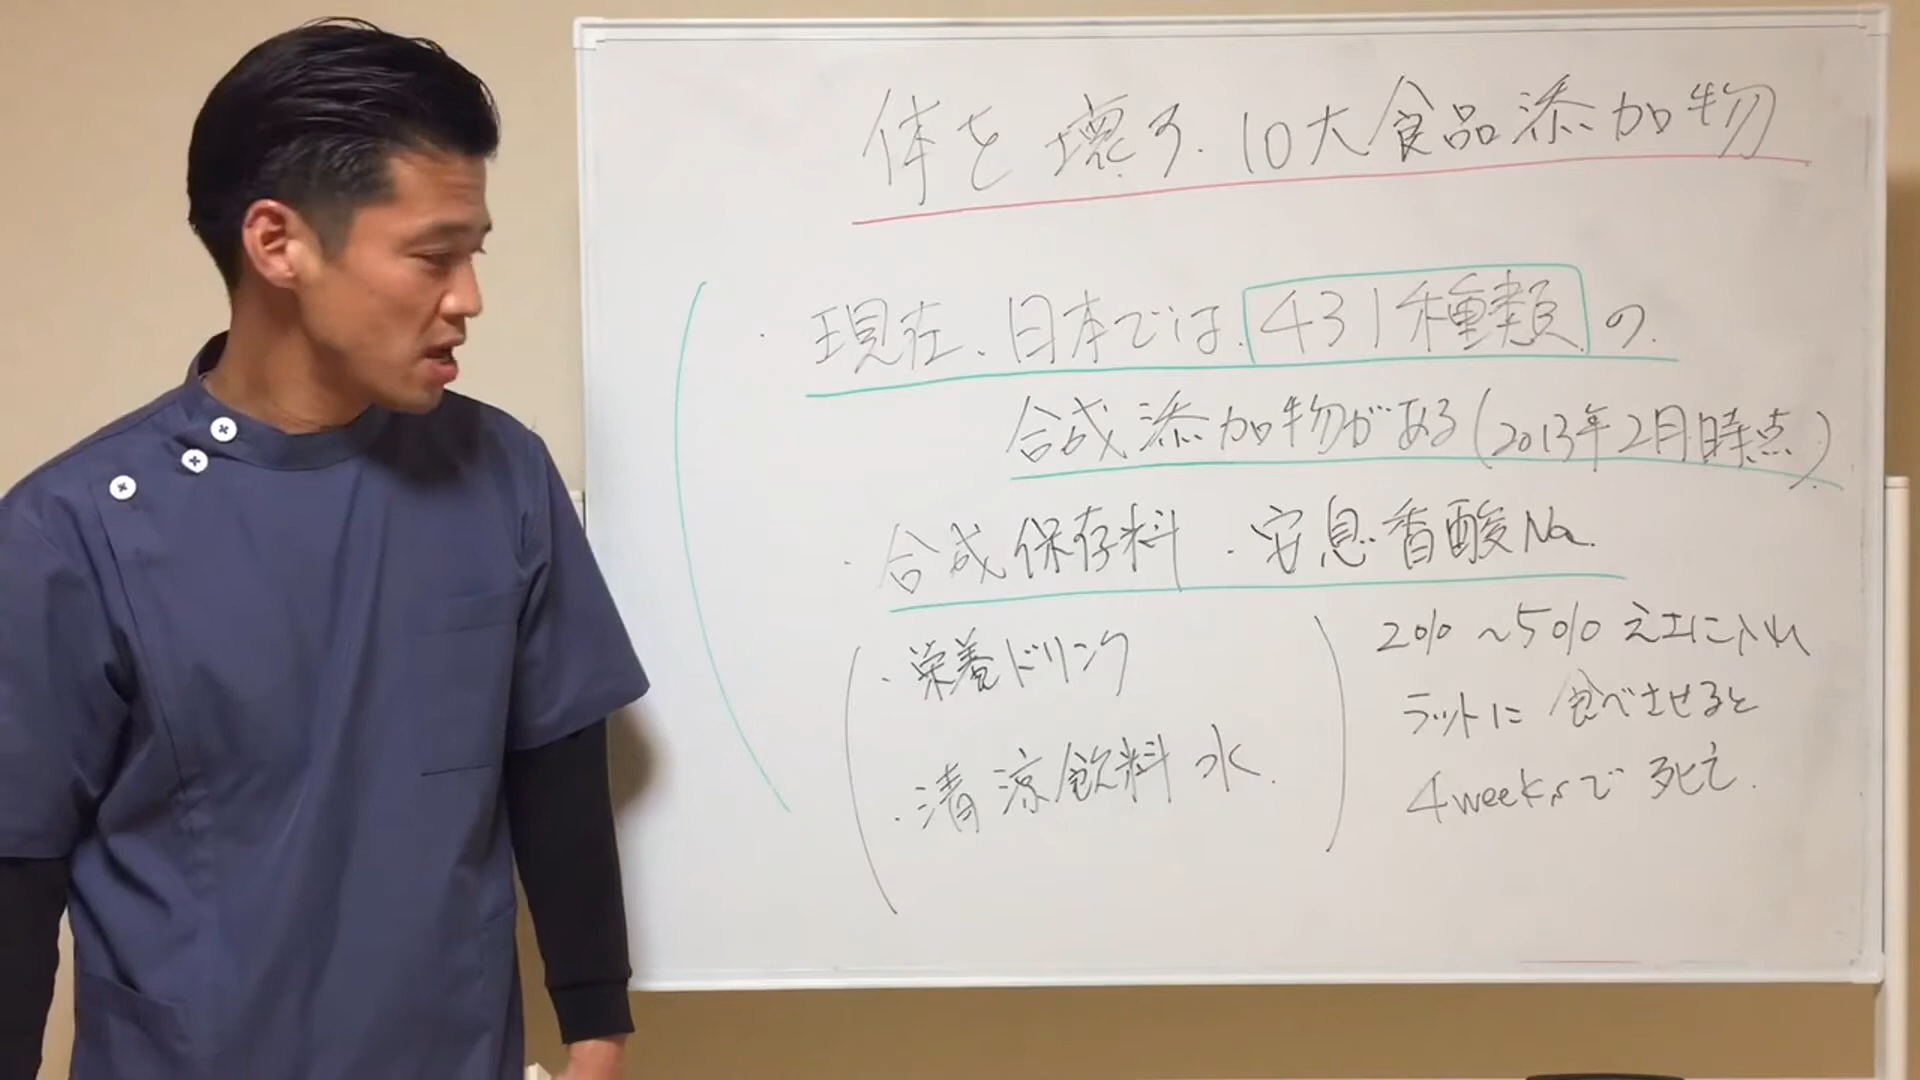 体を壊す.10大食品添加物
・現在、日本では.431種類の
合成添加物がある(2013年2月時点)
・合成保存料・安息香酸Na.
・栄養ドリンク
・清涼飲料水.
2%〜5%えエに入れ
ラットに食べさせると
4weeksで死亡.